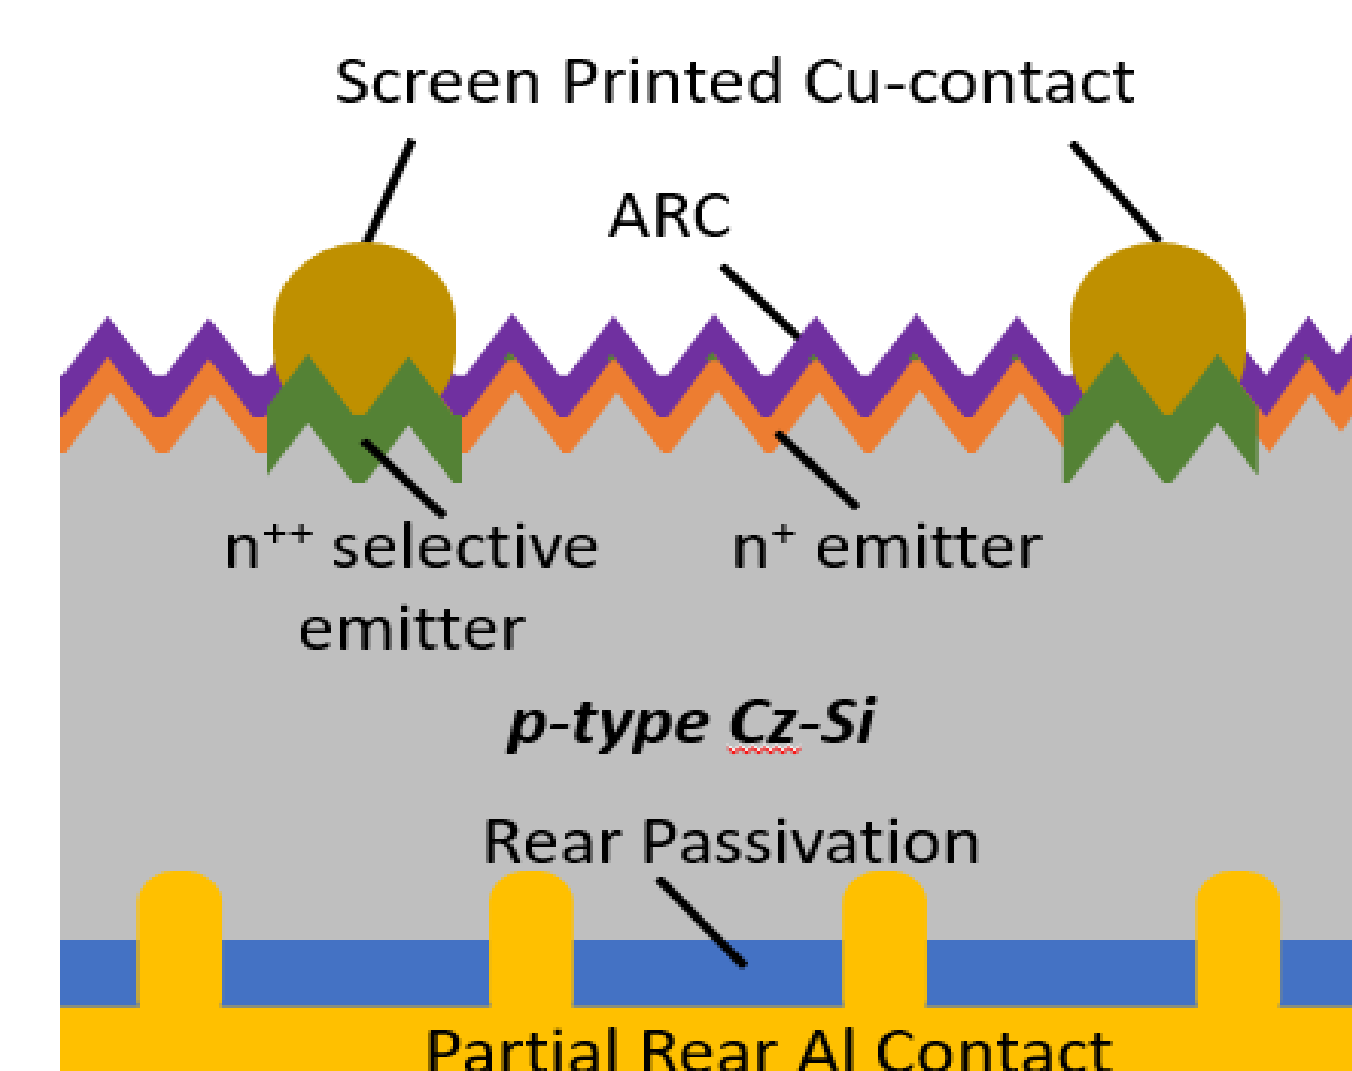 Screen Printed Cu-contact
ARC
n⁺⁺ selective
emitter
n⁺ emitter
p-type Cz-Si
Rear Passivation
Partial Rear Al Contact